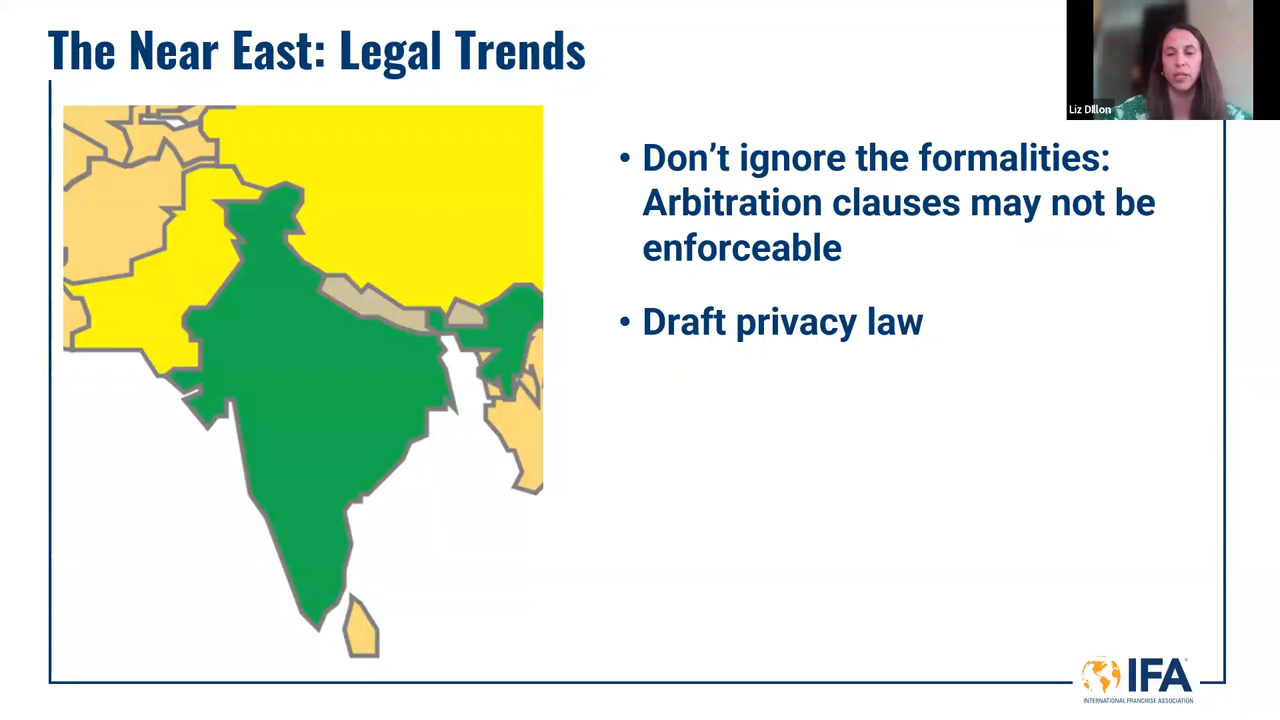 The Near East: Legal Trends
Liz Dillon
• Don’t ignore the formalities:
Arbitration clauses may not be
enforceable
• Draft privacy law
IFA
INTERNATIONAL FRANCHISE ASSOCIATION